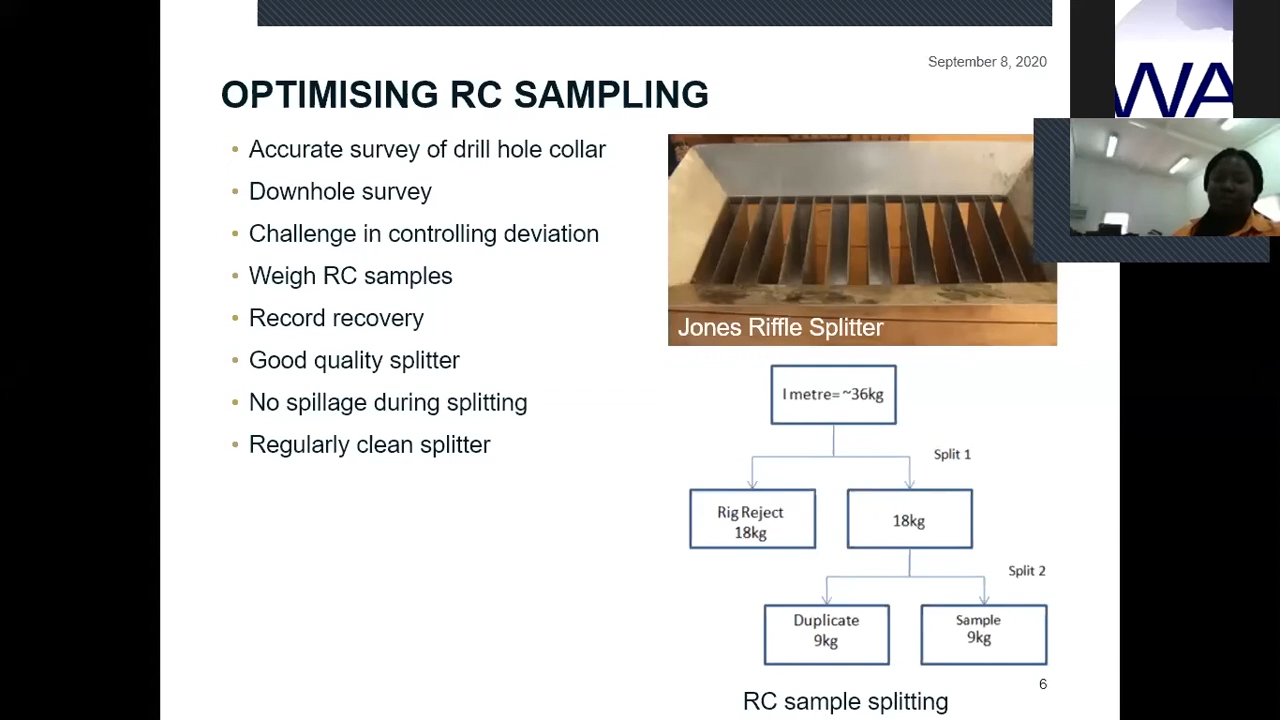 September 8, 2020
OPTIMISING RC SAMPLING
• Accurate survey of drill hole collar
• Downhole survey
• Challenge in controlling deviation
• Weigh RC samples
• Record recovery
• Good quality splitter
• No spillage during splitting
• Regularly clean splitter
WA
Jones Riffle Splitter
I metre= ~36kg
Split 1
Rig Reject
18kg
18kg
Split 2
Duplicate
9kg
Sample
9kg
RC sample splitting
6